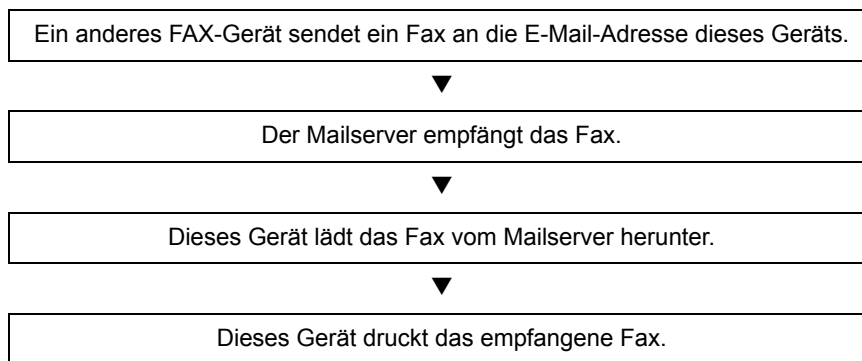 Ein anderes FAX-Gerät sendet ein Fax an die E-Mail-Adresse dieses Geräts.
Der Mailserver empfängt das Fax.
Dieses Gerät lädt das Fax vom Mailserver herunter.
Dieses Gerät druckt das empfangene Fax.